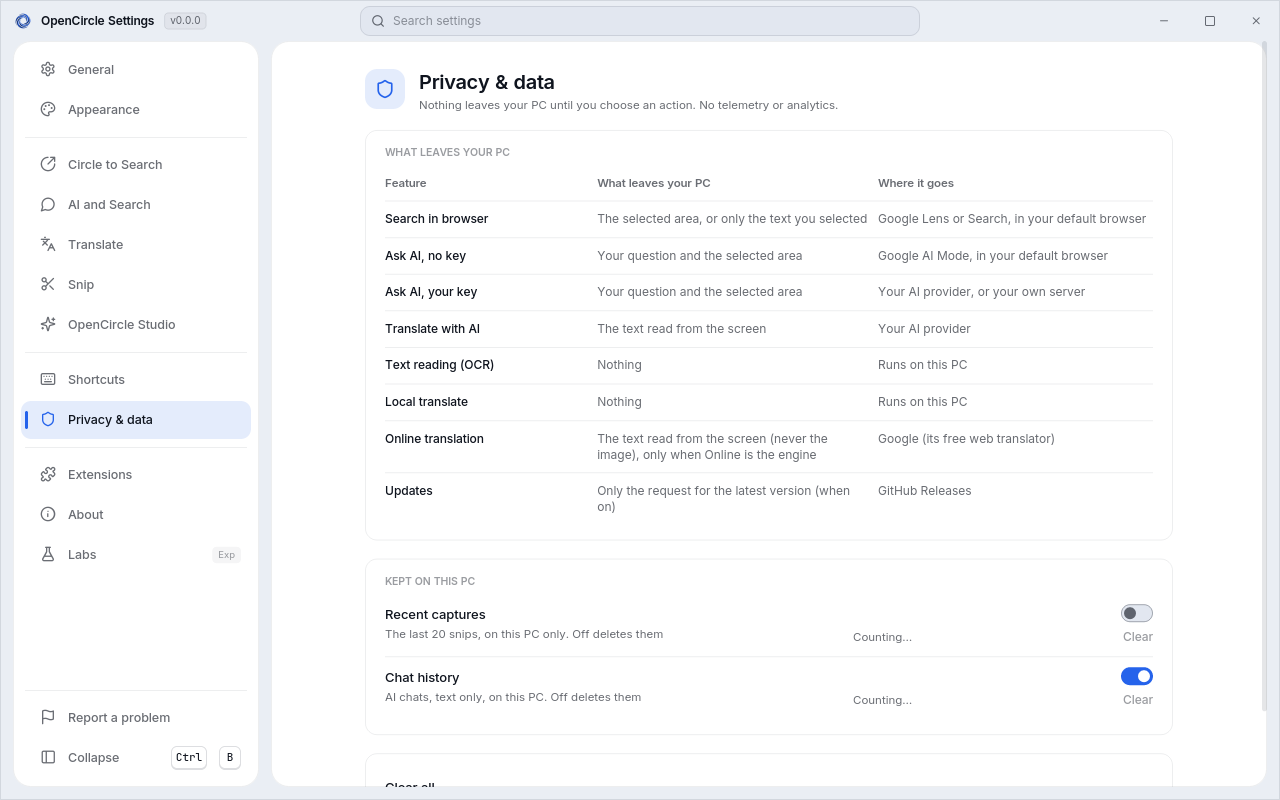 OpenCircle Settings v0.0.0
Search settings
General
Appearance
Circle to Search
AI and Search
Translate
Snip
OpenCircle Studio
Shortcuts
Privacy & data
Extensions
About
Labs Exp
Report a problem
Collapse Ctrl B
Privacy & data
Nothing leaves your PC until you choose an action. No telemetry or analytics.
WHAT LEAVES YOUR PC
Feature What leaves your PC Where it goes
Search in browser The selected area, or only the text you selected Google Lens or Search, in your default browser
Ask AI, no key Your question and the selected area Google AI Mode, in your default browser
Ask AI, your key Your question and the selected area Your AI provider, or your own server
Translate with AI The text read from the screen Your AI provider
Text reading (OCR) Nothing Runs on this PC
Local translate Nothing Runs on this PC
Online translation The text read from the screen (never the Google (its free web translator)
image), only when Online is the engine
Updates Only the request for the latest version (when GitHub Releases
on)
KEPT ON THIS PC
Recent captures
The last 20 snips, on this PC only. Off deletes them Counting... Clear
Chat history
AI chats, text only, on this PC. Off deletes them Counting... Clear
Clear all